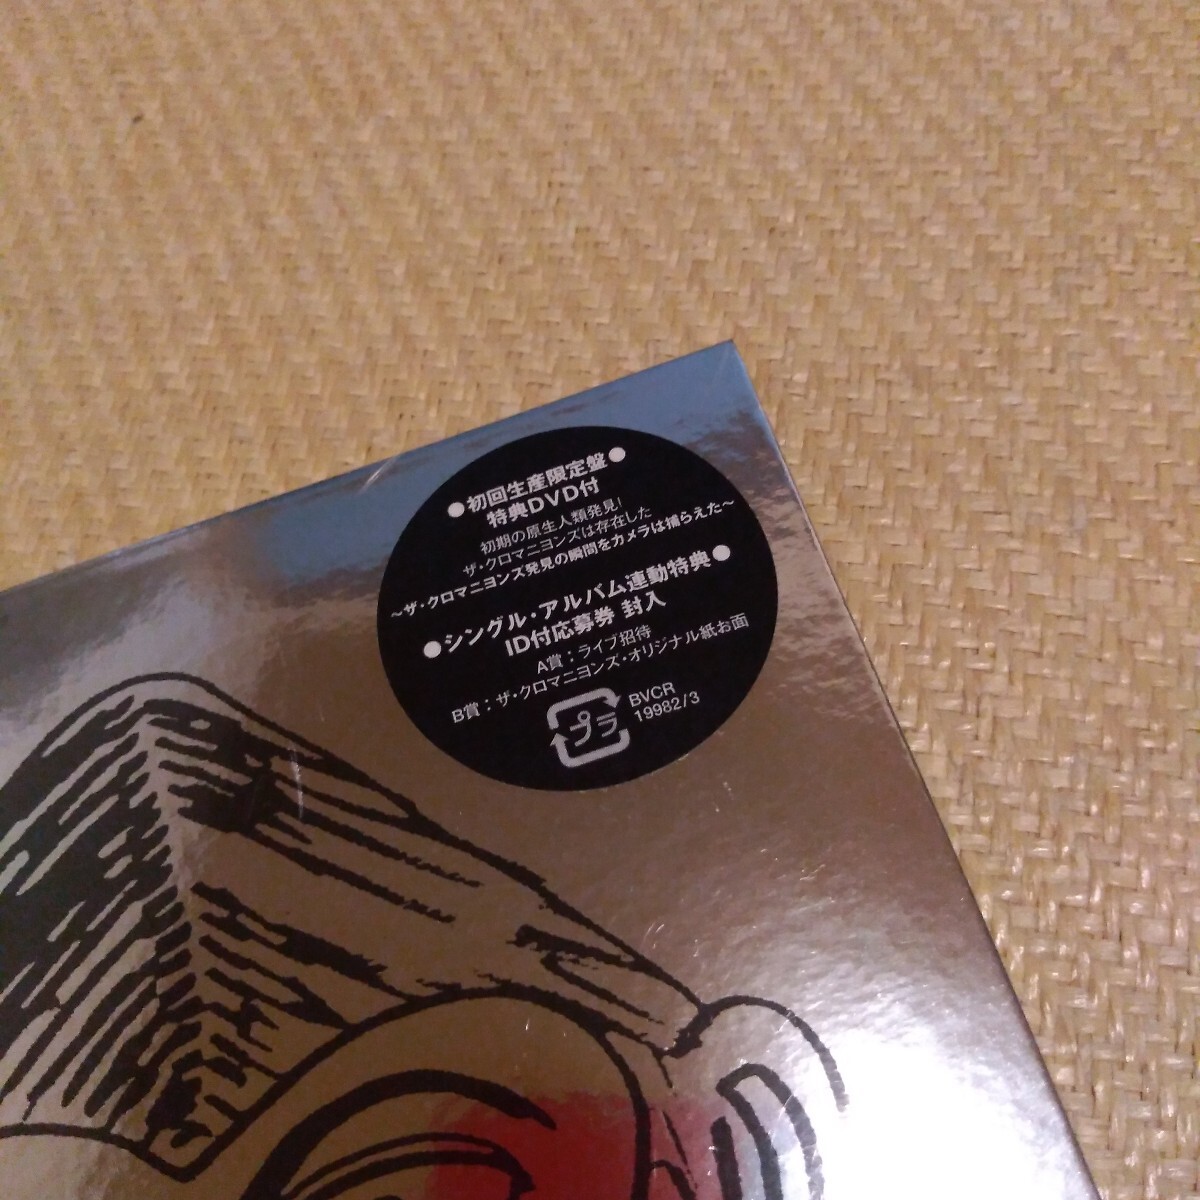 ●初回生産限定盤●
特典DVD付
初期の原生人類発見!
ザ・クロマニヨンズは存在した
〜ザ・クロマニヨンズ発見の瞬間をカメラは捕らえた〜
●シングル・アルバム連動特典●
ID付応募券 封入
A賞：ライブ招待
B賞：ザ・クロマニヨンズ・オリジナル紙お面
プラ
BVCR
19982/3